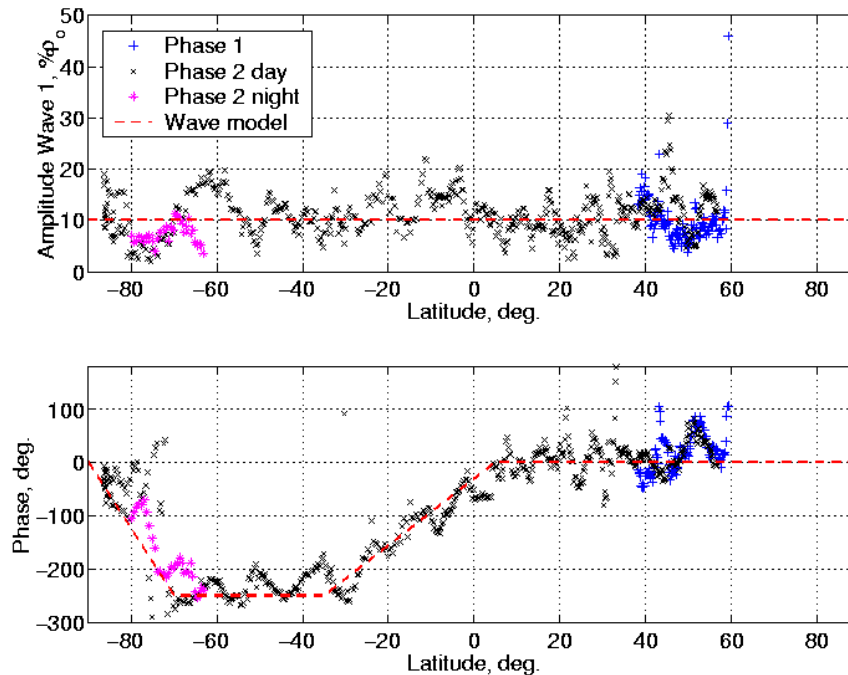 50
40
30
20
10
0
Amplitude Wave 1, %ρo
Phase 1
Phase 2 day
Phase 2 night
Wave model
−80 −60 −40 −20 0 20 40 60 80
Latitude, deg.
100
0
−100
−200
−300
Phase, deg.
−80 −60 −40 −20 0 20 40 60 80
Latitude, deg.